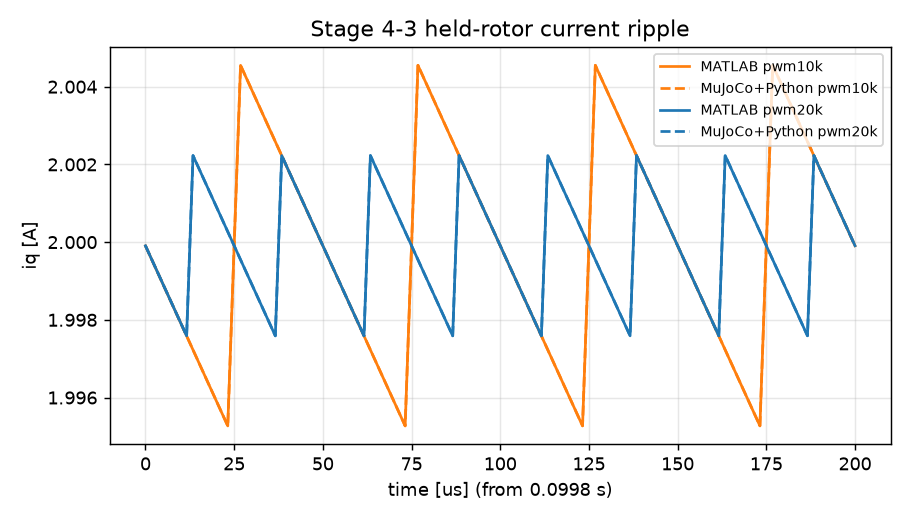 Stage 4-3 held-rotor current ripple
MATLAB pwm10k
MuJoCo+Python pwm10k
MATLAB pwm20k
MuJoCo+Python pwm20k
iq [A]
2.004
2.002
2.000
1.998
1.996
0 25 50 75 100 125 150 175 200
time [us] (from 0.0998 s)